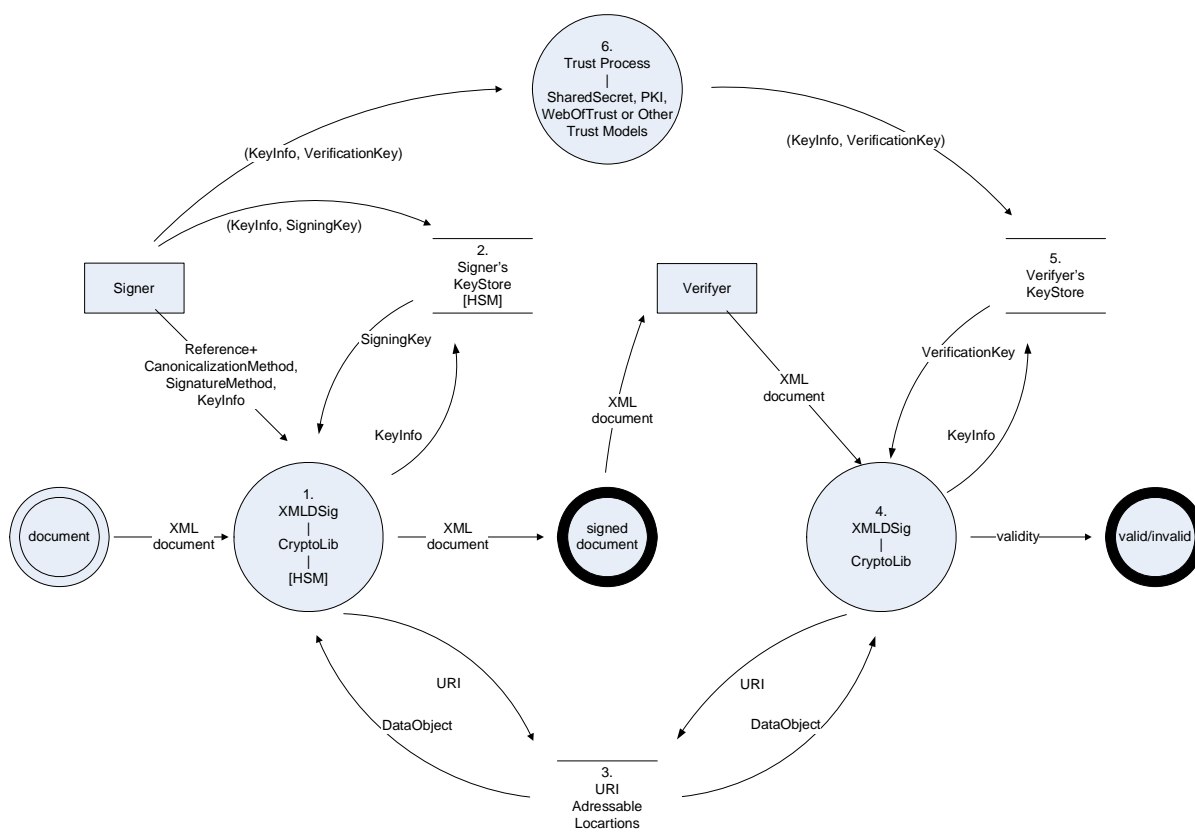 6.
Trust Process
|
SharedSecret, PKI,
WebOfTrust or Other
Trust Models
(KeyInfo, VerificationKey)
(KeyInfo, VerificationKey)
(KeyInfo, SigningKey)
2.
Signer's
KeyStore
[HSM]
5.
Verifyer's
KeyStore
Signer
Verifyer
SigningKey
Reference+
CanonicalizationMethod,
SignatureMethod,
KeyInfo
VerificationKey
XML
document
XML
document
KeyInfo
KeyInfo
document
XML
document
1.
XMLDSig
|
CryptoLib
|
[HSM]
XML
document
signed
document
4.
XMLDSig
|
CryptoLib
validity
valid/invalid
URI
DataObject
URI
DataObject
3.
URI
Adressable
Locartions